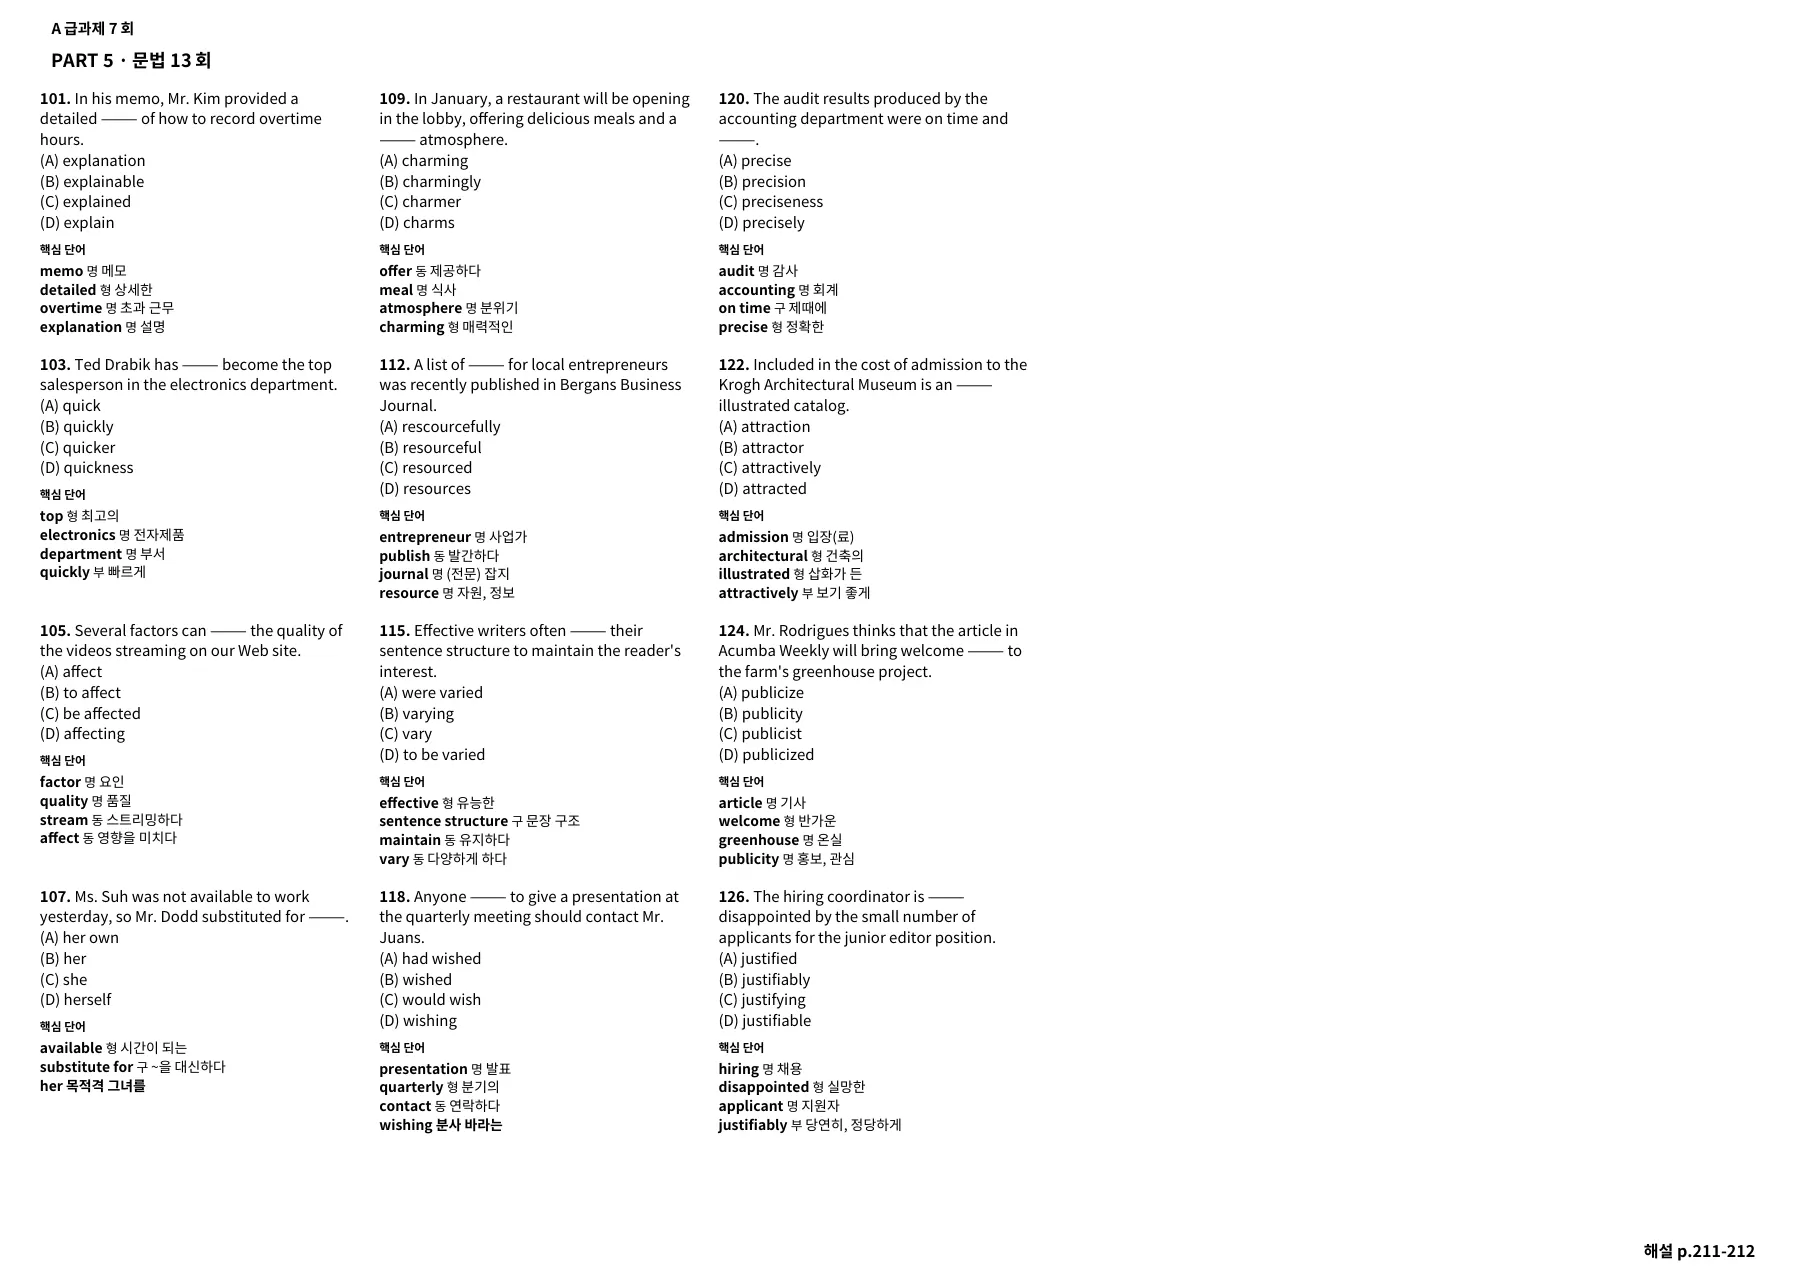 A 급과제 7 회
PART 5 · 문법 13 회
101. In his memo, Mr. Kim provided a
detailed —— of how to record overtime
hours.
(A) explanation
(B) explainable
(C) explained
(D) explain
핵심 단어
memo 명 메모
detailed 형 상세한
overtime 명 초과 근무
explanation 명 설명
103. Ted Drabik has —— become the top
salesperson in the electronics department.
(A) quick
(B) quickly
(C) quicker
(D) quickness
핵심 단어
top 형 최고의
electronics 명 전자제품
department 명 부서
quickly 부 빠르게
105. Several factors can —— the quality of
the videos streaming on our Web site.
(A) affect
(B) to affect
(C) be affected
(D) affecting
핵심 단어
factor 명 요인
quality 명 품질
stream 동 스트리밍하다
affect 동 영향을 미치다
107. Ms. Suh was not available to work
yesterday, so Mr. Dodd substituted for ——.
(A) her own
(B) her
(C) she
(D) herself
핵심 단어
available 형 시간이 되는
substitute for 구 ~을 대신하다
her 목적격 그녀를
109. In January, a restaurant will be opening
in the lobby, offering delicious meals and a
—— atmosphere.
(A) charming
(B) charmingly
(C) charmer
(D) charms
핵심 단어
offer 동 제공하다
meal 명 식사
atmosphere 명 분위기
charming 형 매력적인
112. A list of —— for local entrepreneurs
was recently published in Bergans Business
Journal.
(A) rescourcefully
(B) resourceful
(C) resourced
(D) resources
핵심 단어
entrepreneur 명 사업가
publish 동 발간하다
journal 명 (전문) 잡지
resource 명 자원, 정보
115. Effective writers often —— their
sentence structure to maintain the reader's
interest.
(A) were varied
(B) varying
(C) vary
(D) to be varied
핵심 단어
effective 형 유능한
sentence structure 구 문장 구조
maintain 동 유지하다
vary 동 다양하게 하다
118. Anyone —— to give a presentation at
the quarterly meeting should contact Mr.
Juans.
(A) had wished
(B) wished
(C) would wish
(D) wishing
핵심 단어
presentation 명 발표
quarterly 형 분기의
contact 동 연락하다
wishing 분사 바라는
120. The audit results produced by the
accounting department were on time and
——.
(A) precise
(B) precision
(C) preciseness
(D) precisely
핵심 단어
audit 명 감사
accounting 명 회계
on time 구 제때에
precise 형 정확한
122. Included in the cost of admission to the
Krogh Architectural Museum is an ——
illustrated catalog.
(A) attraction
(B) attractor
(C) attractively
(D) attracted
핵심 단어
admission 명 입장(료)
architectural 형 건축의
illustrated 형 삽화가 든
attractively 부 보기 좋게
124. Mr. Rodrigues thinks that the article in
Acumba Weekly will bring welcome —— to
the farm's greenhouse project.
(A) publicize
(B) publicity
(C) publicist
(D) publicized
핵심 단어
article 명 기사
welcome 형 반가운
greenhouse 명 온실
publicity 명 홍보, 관심
126. The hiring coordinator is ——
disappointed by the small number of
applicants for the junior editor position.
(A) justified
(B) justifiably
(C) justifying
(D) justifiable
핵심 단어
hiring 명 채용
disappointed 형 실망한
applicant 명 지원자
justifiably 부 당연히, 정당하게
해설 p.211-212